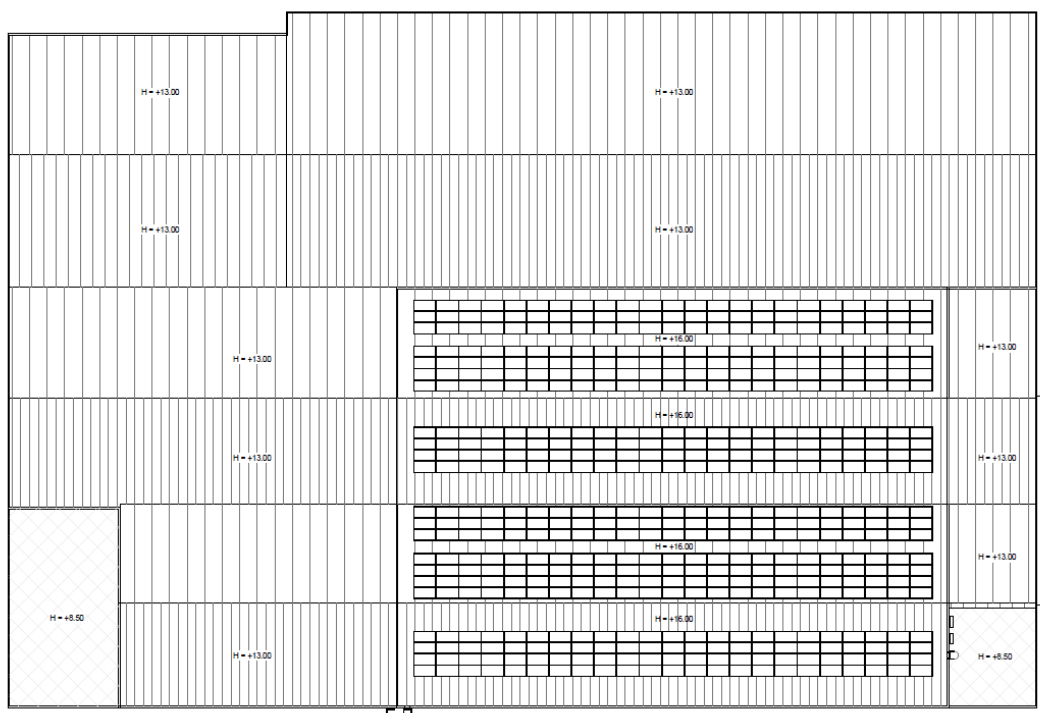 H = +13.00
H = +13.00
H = +13.00
H = +13.00
H = +16.00
H = +13.00
H = +13.00
H = +16.00
H = +13.00
H = +13.00
H = +16.00
H = +13.00
H = +8.50
H = +16.00
H = +13.00
H = +8.50